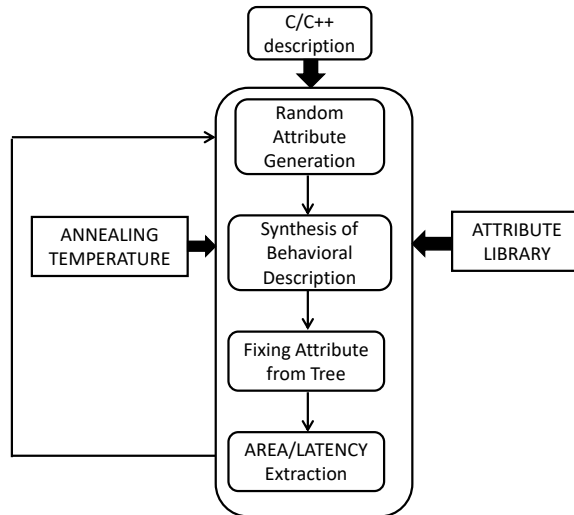 C/C++
description
Random
Attribute
Generation
ANNEALING
TEMPERATURE
Synthesis of
Behavioral
Description
ATTRIBUTE
LIBRARY
Fixing Attribute
from Tree
AREA/LATENCY
Extraction